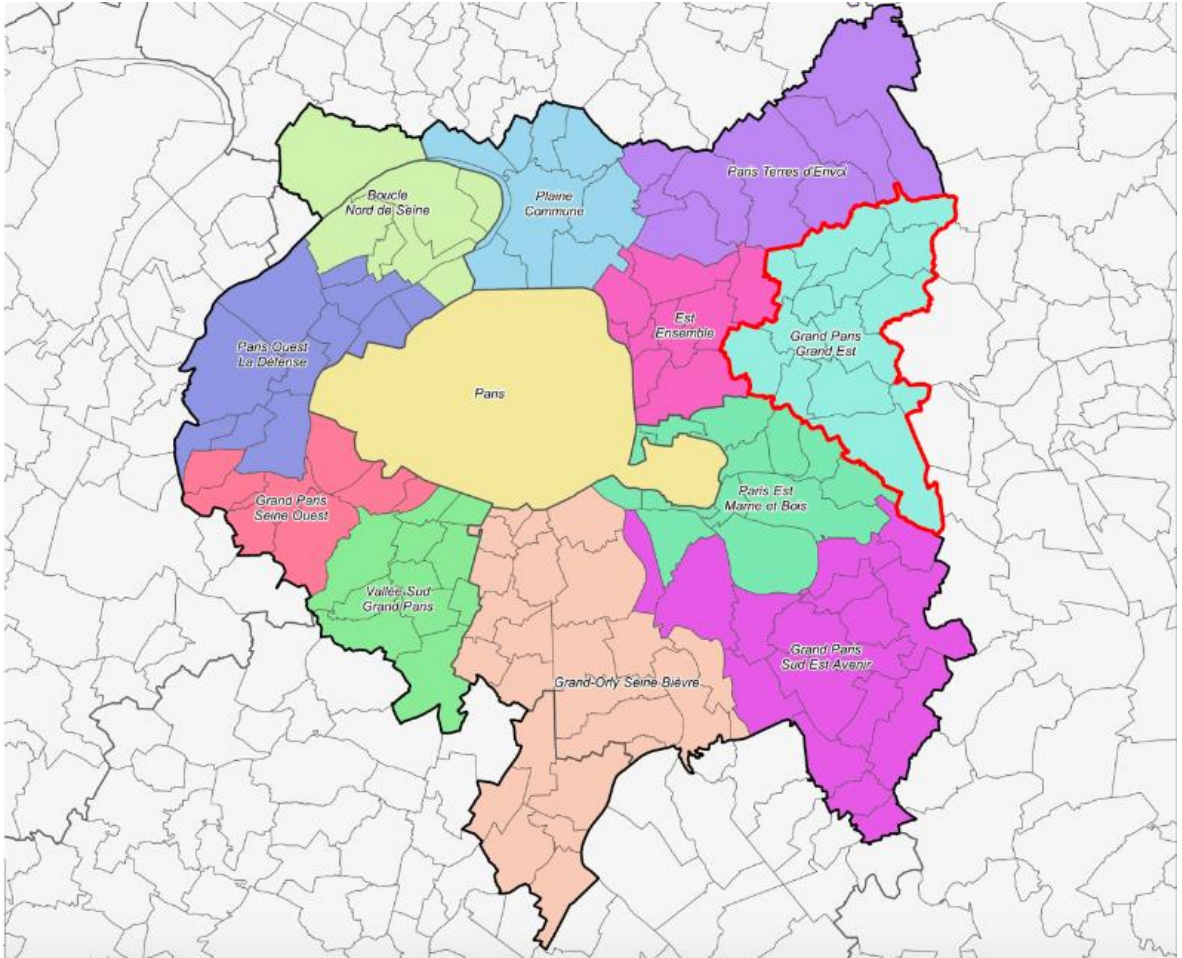 Paris Terres d'Envol
Boucle
Nord de Seine
Plaine
Commune
Est
Ensemble
Grand Paris
Grand Est
Paris Ouest
La Défense
Paris
Grand Paris
Seine Ouest
Paris Est
Marne et Bois
Vallée Sud
Grand Paris
Grand Paris
Sud Est Avenir
Grand-Orly Seine Bièvre